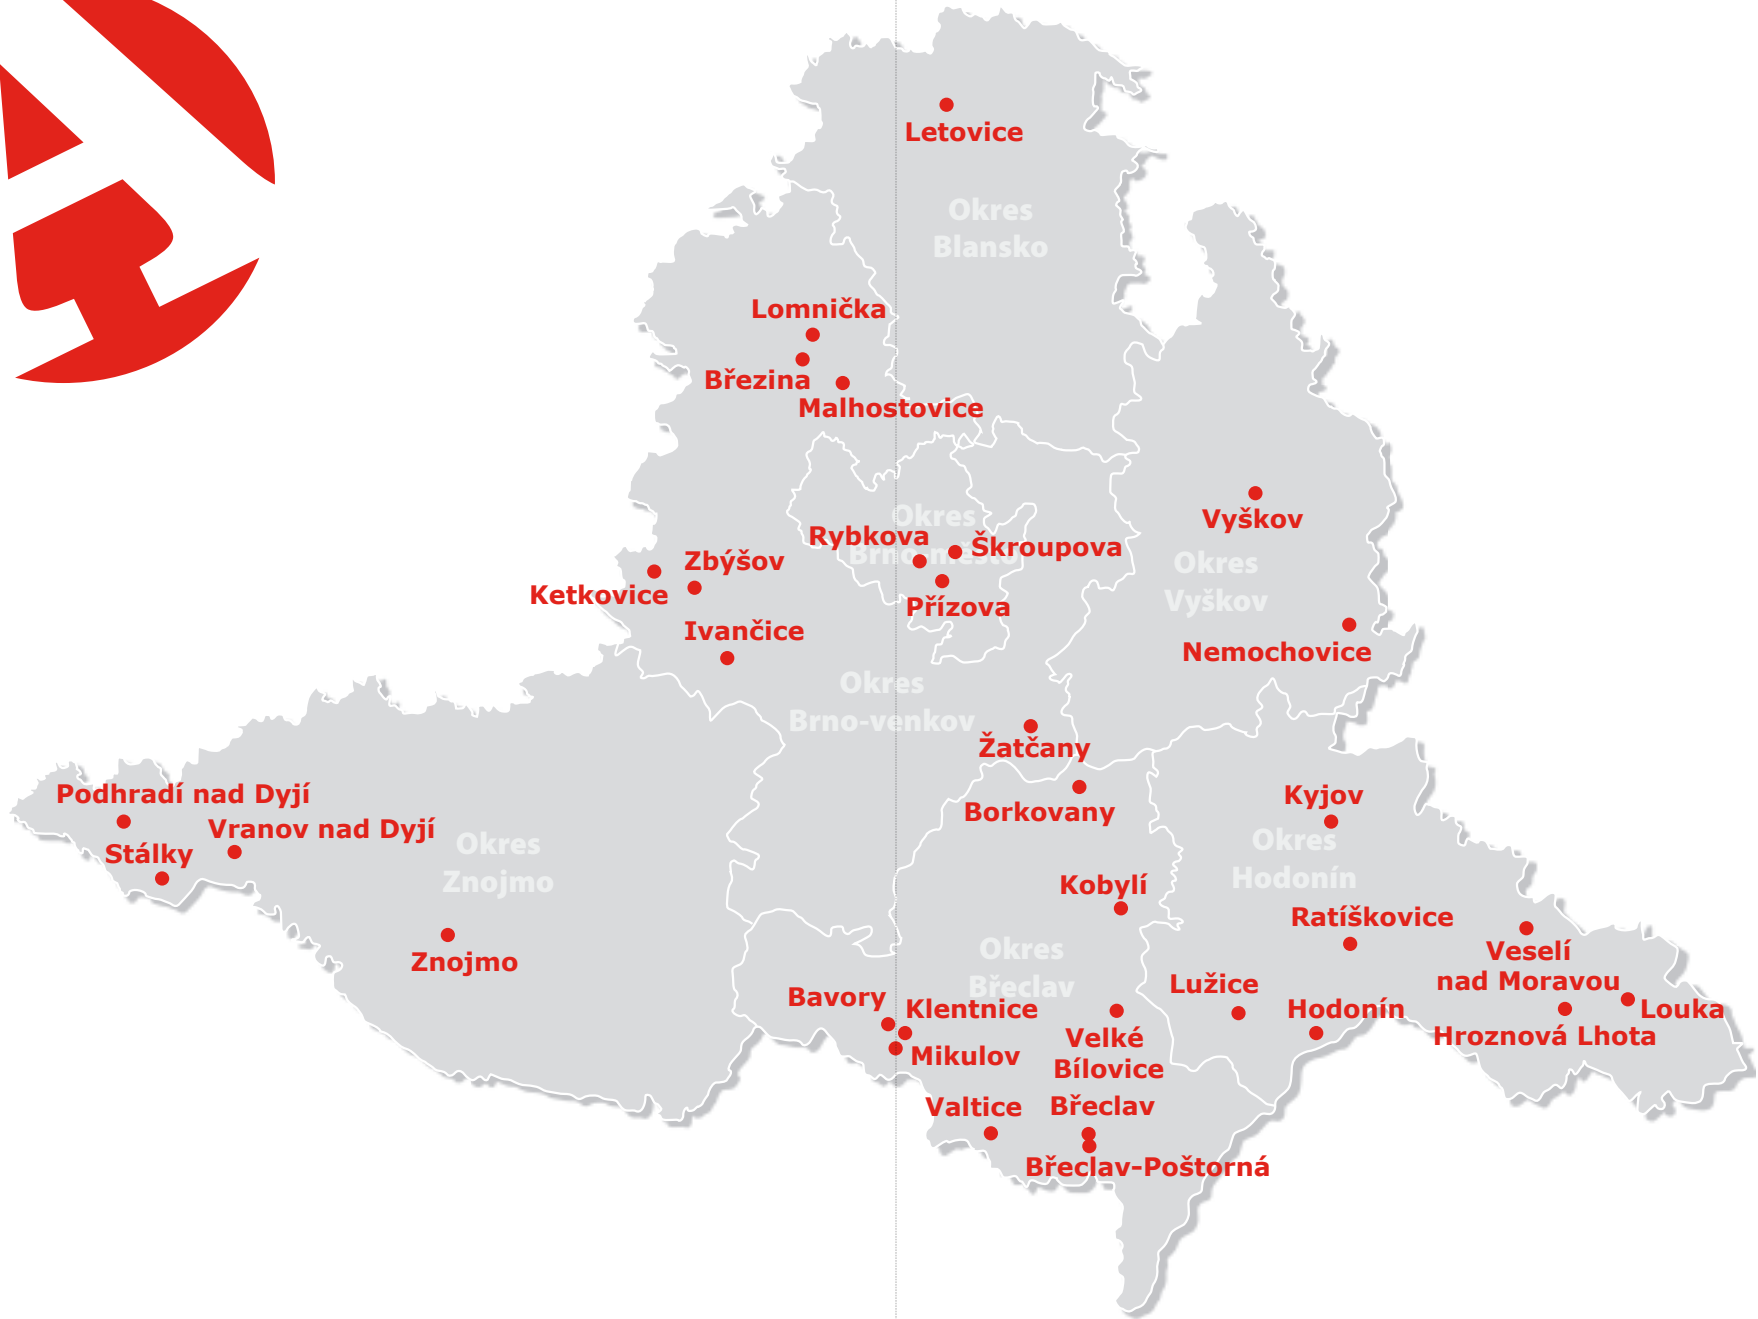 Letovice
Okres
Blansko
Lomnička
Březina
Malhostovice
Okres
Brno-město
Rybkova
Škroupova
Přízova
Vyškov
Okres
Vyškov
Zbýšov
Ketkovice
Ivančice
Nemochovice
Okres
Brno-venkov
Žatčany
Borkovany
Podhradí nad Dyjí
Vranov nad Dyjí
Stálky
Okres
Znojmo
Znojmo
Kyjov
Okres
Hodonín
Kobylí
Ratíškovice
Veselí
nad Moravou
Okres
Břeclav
Lužice
Bavory
Klentnice
Mikulov
Hodonín
Louka
Hroznová Lhota
Velké
Bílovice
Valtice
Břeclav
Břeclav-Poštorná